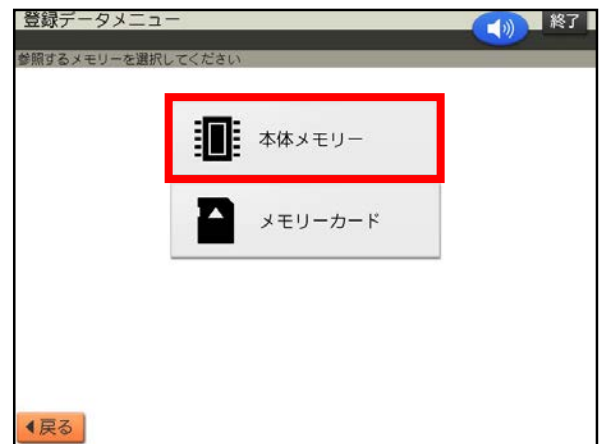 登録データメニュー
終了
参照するメモリーを選択してください
本体メモリー
メモリーカード
戻る